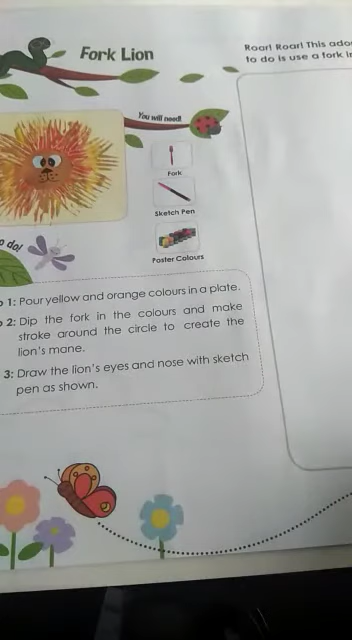 Fork Lion
Roar! Roar! This
to do is use a fork
You will need!
Fork
Sketch Pen
Poster Colours
do!
1: Pour yellow and orange colours in a plate.
2: Dip the fork in the colours and make
stroke around the circle to create the
lion's mane.
3: Draw the lion's eyes and nose with sketch
pen as shown.